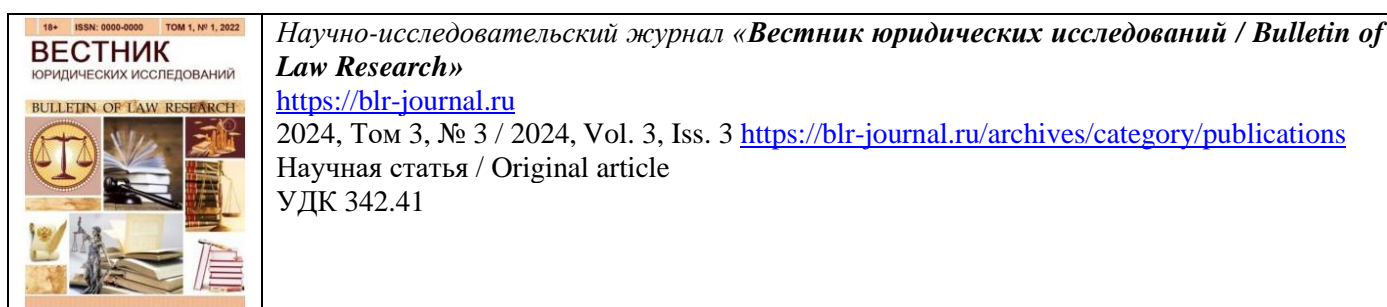 18+ ISSN: 0000-0000 ТОМ 1, № 1, 2022
ВЕСТНИК
ЮРИДИЧЕСКИХ ИССЛЕДОВАНИЙ
BULLETIN OF LAW RESEARCH
Научно-исследовательский журнал «Вестник юридических исследований / Bulletin of
Law Research»
https://blr-journal.ru
2024, Том 3, № 3 / 2024, Vol. 3, Iss. 3 https://blr-journal.ru/archives/category/publications
Научная статья / Original article
УДК 342.41